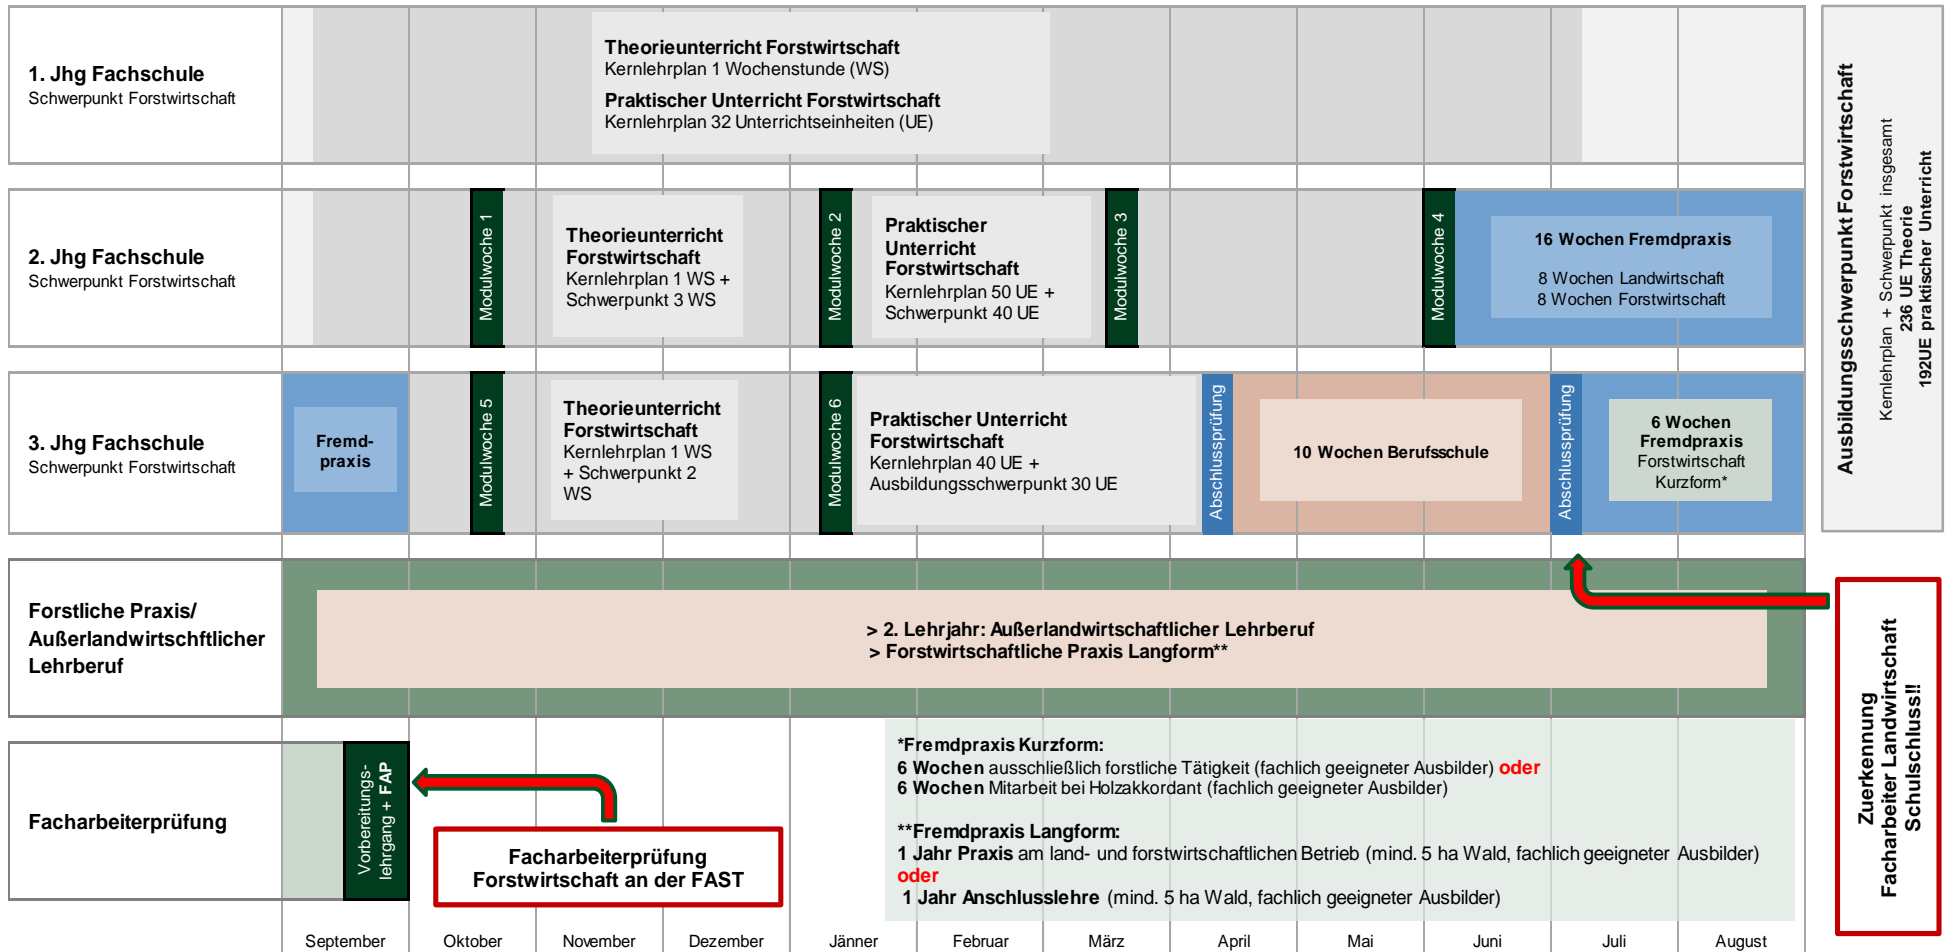 1. Jhg Fachschule
Schwerpunkt Forstwirtschaft
Theorieunterricht Forstwirtschaft
Kernlehrplan 1 Wochenstunde (WS)
Praktischer Unterricht Forstwirtschaft
Kernlehrplan 32 Unterrichtseinheiten (UE)
2. Jhg Fachschule
Schwerpunkt Forstwirtschaft
Modulwoche 1
Theorieunterricht
Forstwirtschaft
Kernlehrplan 1 WS +
Schwerpunkt 3 WS
Modulwoche 2
Praktischer
Unterricht
Forstwirtschaft
Kernlehrplan 50 UE +
Schwerpunkt 40 UE
Modulwoche 3
Modulwoche 4
16 Wochen Fremdpraxis
8 Wochen Landwirtschaft
8 Wochen Forstwirtschaft
3. Jhg Fachschule
Schwerpunkt Forstwirtschaft
Fremd-
praxis
Modulwoche 5
Theorieunterricht
Forstwirtschaft
Kernlehrplan 1 WS
+ Schwerpunkt 2
WS
Modulwoche 6
Praktischer Unterricht
Forstwirtschaft
Kernlehrplan 40 UE +
Ausbildungsschwerpunkt 30 UE
Abschlussprüfung
10 Wochen Berufsschule
Abschlussprüfung
6 Wochen
Fremdpraxis
Forstwirtschaft
Kurzform*
Ausbildungsschwerpunkt Forstwirtschaft
Kernlehrplan + Schwerpunkt insgesamt
236 UE Theorie
192UE praktischer Unterricht
Forstliche Praxis/
Außerlandwirtschftlicher
Lehrberuf
> 2. Lehrjahr: Außerlandwirtschaftlicher Lehrberuf
> Forstwirtschaftliche Praxis Langform**
Zuerkennung
Facharbeiter Landwirtschaft
Schulschluss!!
Facharbeiterprüfung
Vorbereitungs-
lehrgang + FAP
Facharbeiterprüfung
Forstwirtschaft an der FAST
*Fremdpraxis Kurzform:
6 Wochen ausschließlich forstliche Tätigkeit (fachlich geeigneter Ausbilder) oder
6 Wochen Mitarbeit bei Holzakkordant (fachlich geeigneter Ausbilder)
**Fremdpraxis Langform:
1 Jahr Praxis am land- und forstwirtschaftlichen Betrieb (mind. 5 ha Wald, fachlich geeigneter Ausbilder)
oder
1 Jahr Anschlusslehre (mind. 5 ha Wald, fachlich geeigneter Ausbilder)
September Oktober November Dezember Jänner Februar März April Mai Juni Juli August